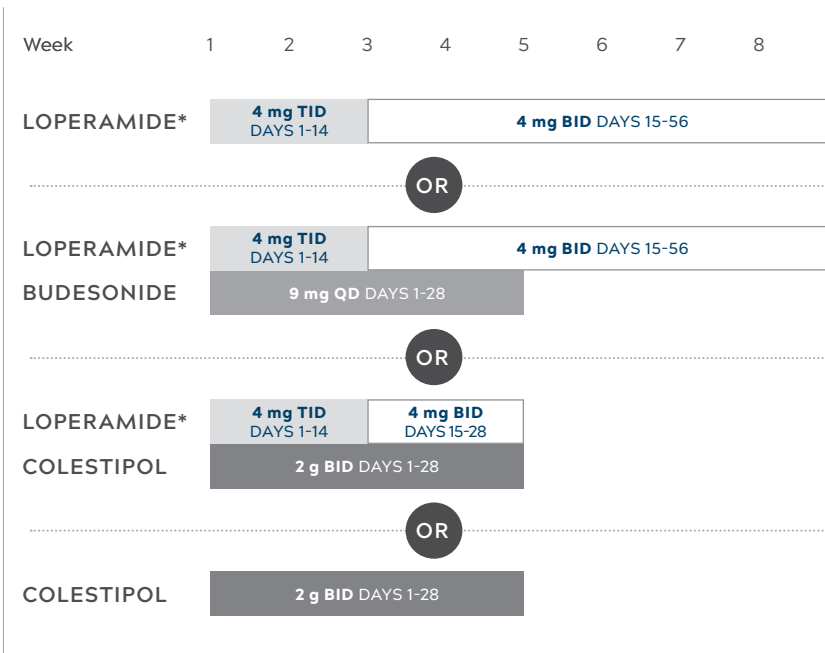 Week 1 2 3 4 5 6 7 8
LOPERAMIDE*
4 mg TID
DAYS 1-14
4 mg BID DAYS 15-56
OR
LOPERAMIDE*
4 mg TID
DAYS 1-14
4 mg BID DAYS 15-56
BUDESONIDE
9 mg QD DAYS 1-28
OR
LOPERAMIDE*
4 mg TID
DAYS 1-14
4 mg BID
DAYS 15-28
COLESTIPOL
2 g BID DAYS 1-28
OR
COLESTIPOL
2 g BID DAYS 1-28